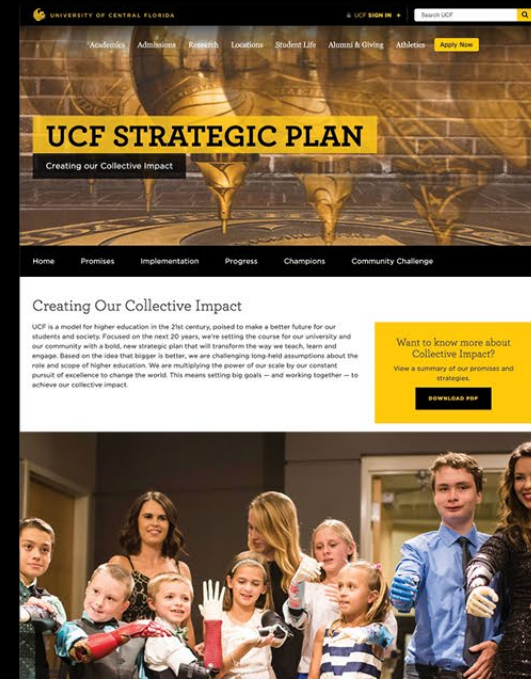 UNIVERSITY OF CENTRAL FLORIDA
UCF SIGN IN +
Search UCF
Academics Admissions Research Locations Student Life Alumni & Giving Athletics Apply Now
UCF STRATEGIC PLAN
Creating our Collective Impact
Home Promises Implementation Progress Champions Community Challenge
Creating Our Collective Impact
UCF is a model for higher education in the 21st century, poised to make a better future for our
students and society. Focused on the next 20 years, we're setting the course for our university and
our community with a bold, new strategic plan that will transform the way we teach, learn and
engage. Based on the idea that bigger is better, we are challenging long-held assumptions about the
role and scope of higher education. We are multiplying the power of our scale by our constant
pursuit of excellence to change the world. This means setting big goals — and working together — to
achieve our collective impact.
Want to know more about
Collective Impact?
View a summary of our promises and
strategies.
DOWNLOAD PDF